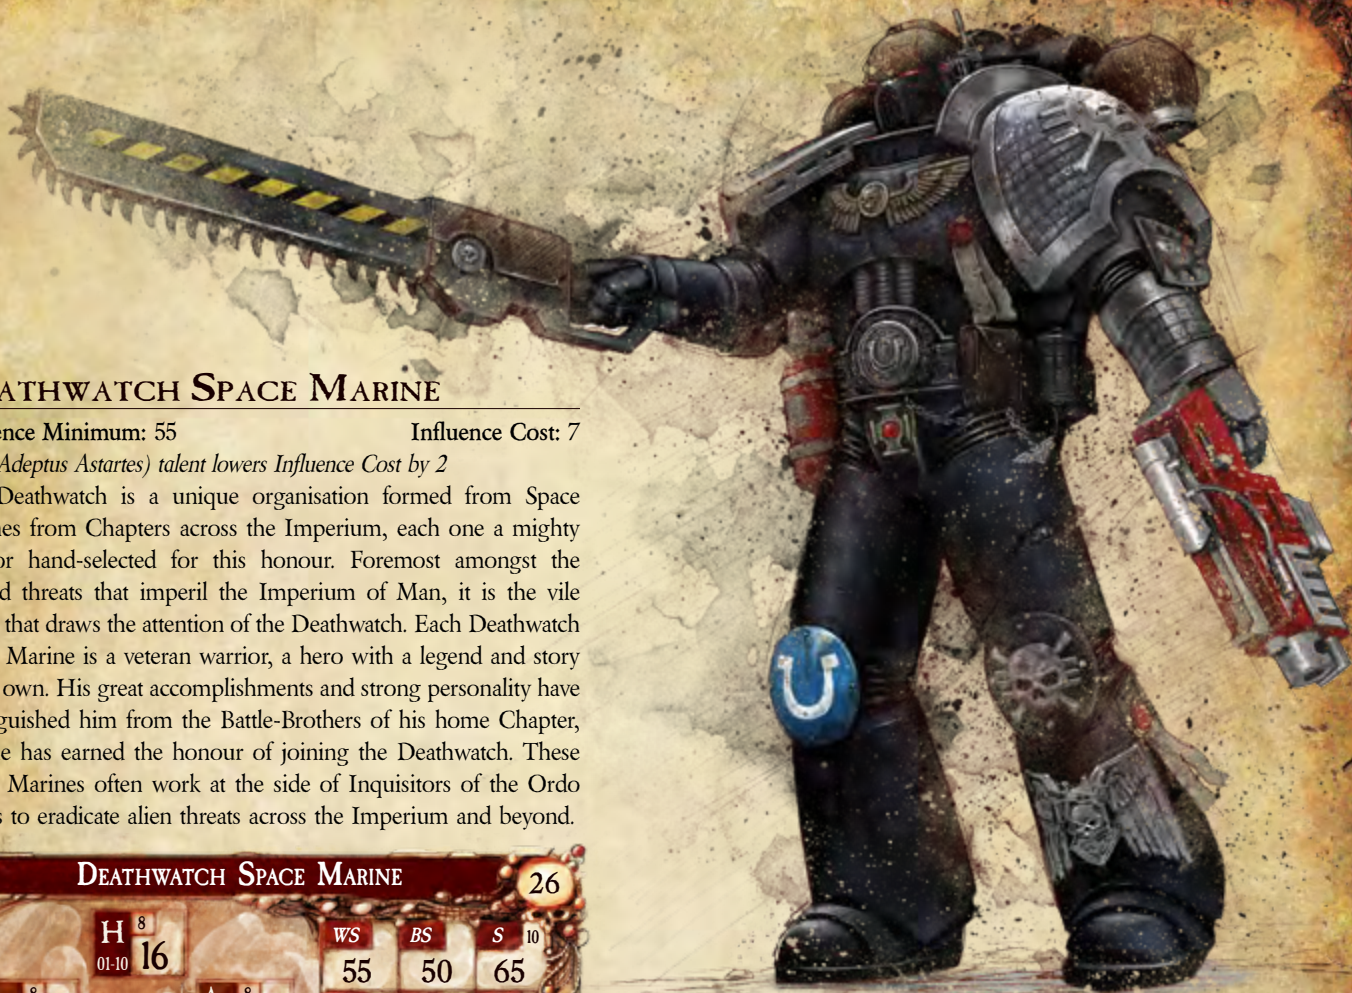 ATHWATCH SPACE MARINE
ence Minimum: 55 Influence Cost: 7
Adeptus Astartes) talent lowers Influence Cost by 2
Deathwatch is a unique organisation formed from Space
nes from Chapters across the Imperium, each one a mighty
or hand-selected for this honour. Foremost amongst the
d threats that imperil the Imperium of Man, it is the vile
that draws the attention of the Deathwatch. Each Deathwatch
Marine is a veteran warrior, a hero with a legend and story
own. His great accomplishments and strong personality have
guished him from the Battle-Brothers of his home Chapter,
e has earned the honour of joining the Deathwatch. These
Marines often work at the side of Inquisitors of the Ordo
s to eradicate alien threats across the Imperium and beyond.
DEATHWATCH SPACE MARINE 26
H 8
01-10 16
WS BS S 10
55 50 65